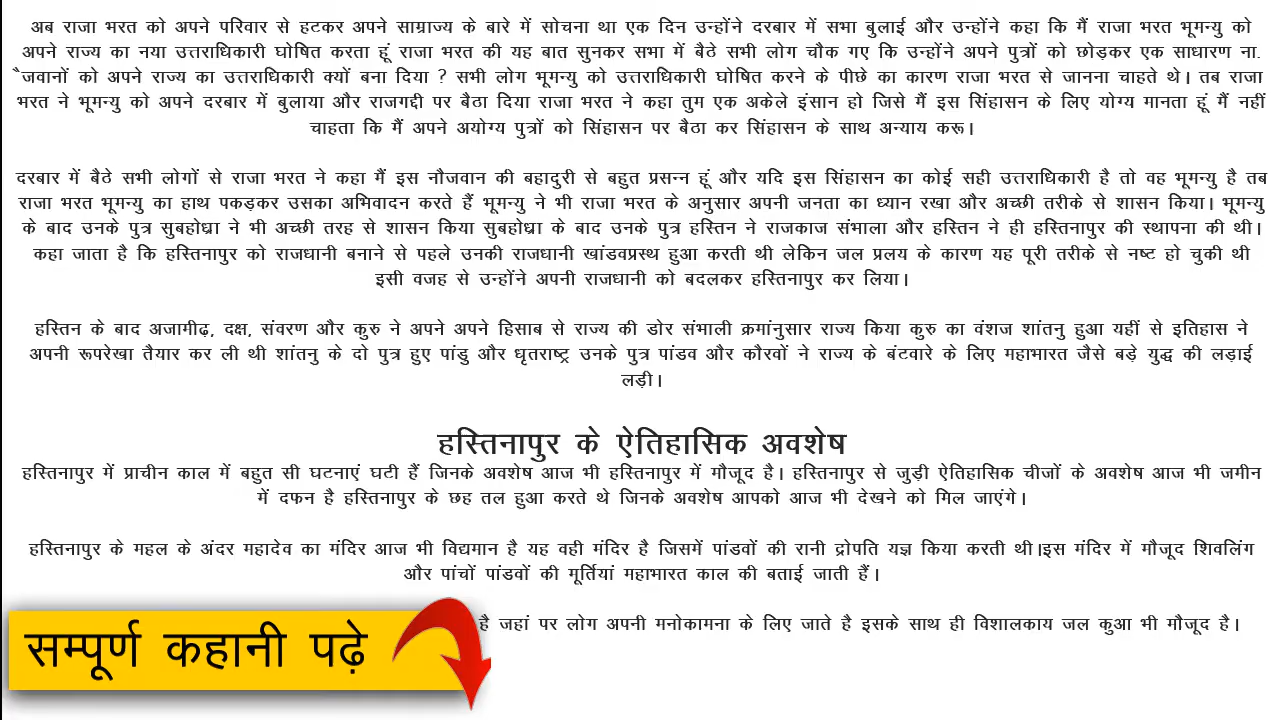 अब राजा भरत को अपने परिवार से हटकर अपने साम्राज्य के बारे में सोचना था एक दिन उन्होंने दरबार में सभा बुलाई और उन्होंने कहा कि मैं राजा भरत भूमन्यु को
अपने राज्य का नया उत्तराधिकारी घोषित करता हूं राजा भरत की यह बात सुनकर सभा में बैठे सभी लोग चौक गए कि उन्होंने अपने पुत्रों को छोड़कर एक साधारण ना.
ैजवानों को अपने राज्य का उत्तराधिकारी क्यों बना दिया ? सभी लोग भूमन्यु को उत्तराधिकारी घोषित करने के पीछे का कारण राजा भरत से जानना चाहते थे। तब राजा
भरत ने भूमन्यु को अपने दरबार में बुलाया और राजगद्दी पर बैठा दिया राजा भरत ने कहा तुम एक अकेले इंसान हो जिसे मैं इस सिंहासन के लिए योग्य मानता हूं मैं नहीं
चाहता कि मैं अपने अयोग्य पुत्रों को सिंहासन पर बैठा कर सिंहासन के साथ अन्याय करू।
दरबार में बैठे सभी लोगों से राजा भरत ने कहा मैं इस नौजवान की बहादुरी से बहुत प्रसन्न हूं और यदि इस सिंहासन का कोई सही उत्तराधिकारी है तो वह भूमन्यु है तब
राजा भरत भूमन्यु का हाथ पकड़कर उसका अभिवादन करते हैं भूमन्यु ने भी राजा भरत के अनुसार अपनी जनता का ध्यान रखा और अच्छी तरीके से शासन किया। भूमन्यु
के बाद उनके पुत्र सुबहोध्रा ने भी अच्छी तरह से शासन किया सुबहोध्रा के बाद उनके पुत्र हस्तिन ने राजकाज संभाला और हस्तिन ने ही हस्तिनापुर की स्थापना की थी।
कहा जाता है कि हस्तिनापुर को राजधानी बनाने से पहले उनकी राजधानी खांडवप्रस्थ हुआ करती थी लेकिन जल प्रलय के कारण यह पूरी तरीके से नष्ट हो चुकी थी
इसी वजह से उन्होंने अपनी राजधानी को बदलकर हस्तिनापुर कर लिया।
हस्तिन के बाद अजामीढ़, दक्ष, संवरण और कुरु ने अपने अपने हिसाब से राज्य की डोर संभाली क्रमांनुसार राज्य किया कुरु का वंशज शांतनु हुआ यहीं से इतिहास ने
अपनी रूपरेखा तैयार कर ली थी शांतनु के दो पुत्र हुए पांडु और धृतराष्ट्र उनके पुत्र पांडव और कौरवों ने राज्य के बंटवारे के लिए महाभारत जैसे बड़े युद्ध की लड़ाई
लड़ी।
हस्तिनापुर के ऐतिहासिक अवशेष
हस्तिनापुर में प्राचीन काल में बहुत सी घटनाएं घटी हैं जिनके अवशेष आज भी हस्तिनापुर में मौजूद है। हस्तिनापुर से जुड़ी ऐतिहासिक चीजों के अवशेष आज भी जमीन
में दफन है हस्तिनापुर के छह तल हुआ करते थे जिनके अवशेष आपको आज भी देखने को मिल जाएंगे।
हस्तिनापुर के महल के अंदर महादेव का मंदिर आज भी विद्यमान है यह वही मंदिर है जिसमें पांडवों की रानी द्रोपति यज्ञ किया करती थी।इस मंदिर में मौजूद शिवलिंग
और पांचों पांडवों की मूर्तियां महाभारत काल की बताई जाती हैं।
है जहां पर लोग अपनी मनोकामना के लिए जाते है इसके साथ ही विशालकाय जल कुआ भी मौजूद है।
सम्पूर्ण कहानी पढ़े